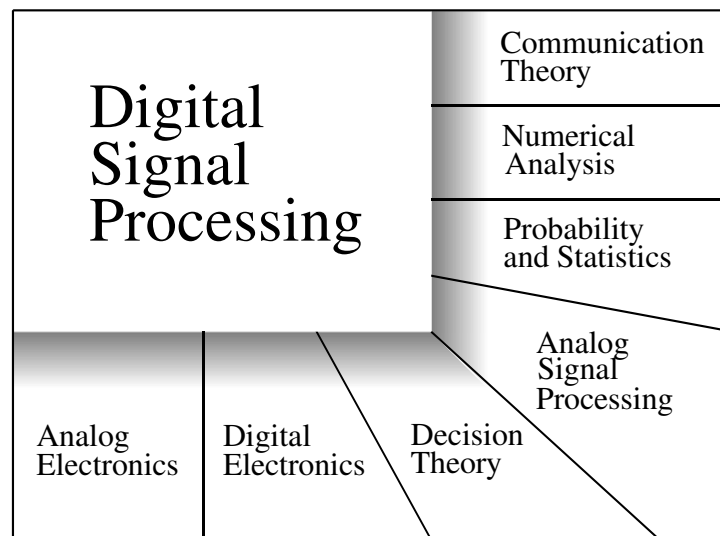 Digital
Signal
Processing
Communication
Theory
Numerical
Analysis
Probability
and Statistics
Analog
Signal
Processing
Decision
Theory
Digital
Electronics
Analog
Electronics